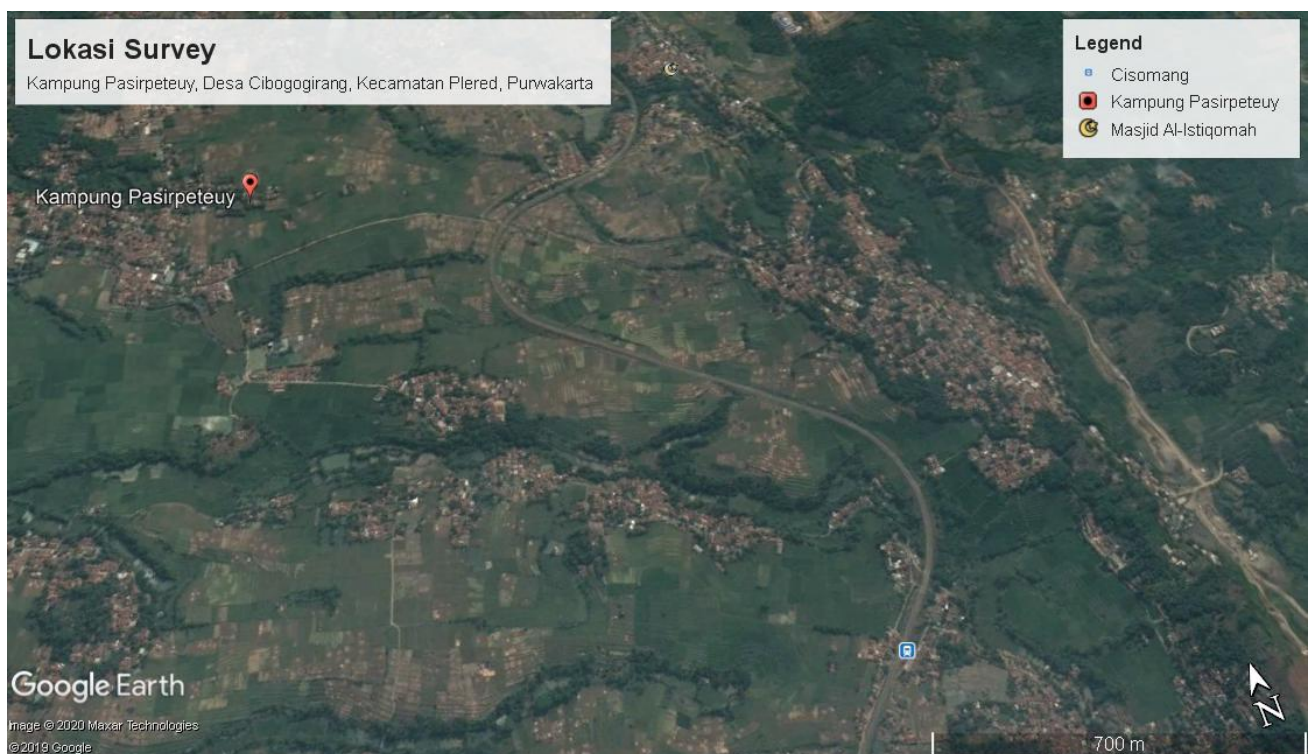 Lokasi Survey
Kampung Pasirpeteuy, Desa Cibogogirang, Kecamatan Plered, Purwakarta
Legend
Cisomang
Kampung Pasirpeteuy
Masjid Al-Istiqomah
Kampung Pasirpeteuy
Google Earth
Image © 2020 Maxar Technologies
© 2019 Google
N
700 m